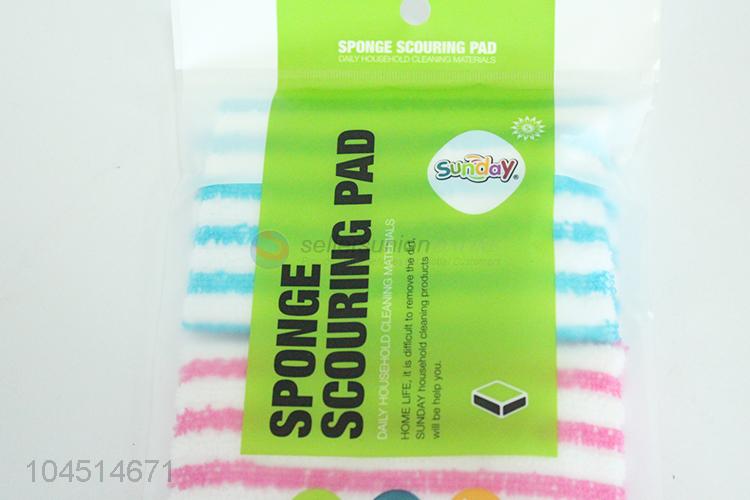 SPONGE SCOURING PAD
DAILY HOUSEHOLD CLEANING MATERIALS
Sunday®
SPONGE
SCOURING PAD
DAILY HOUSEHOLD CLEANING MATERIALS
HOME LIFE, it is difficult to remove the dirt,
SUNDAY household cleaning products
will be help you.
sellersunion
104514671